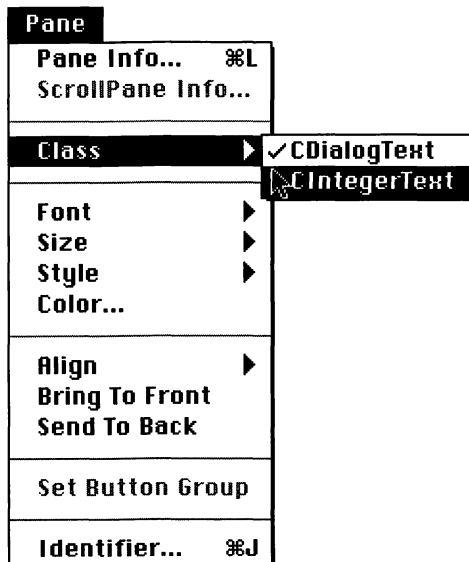 Pane
Pane Info... ⌘L
ScrollPane Info...
Class ✓CDialogText
CIntegerText
Font
Size
Style
Color...
Align
Bring To Front
Send To Back
Set Button Group
Identifier... ⌘J